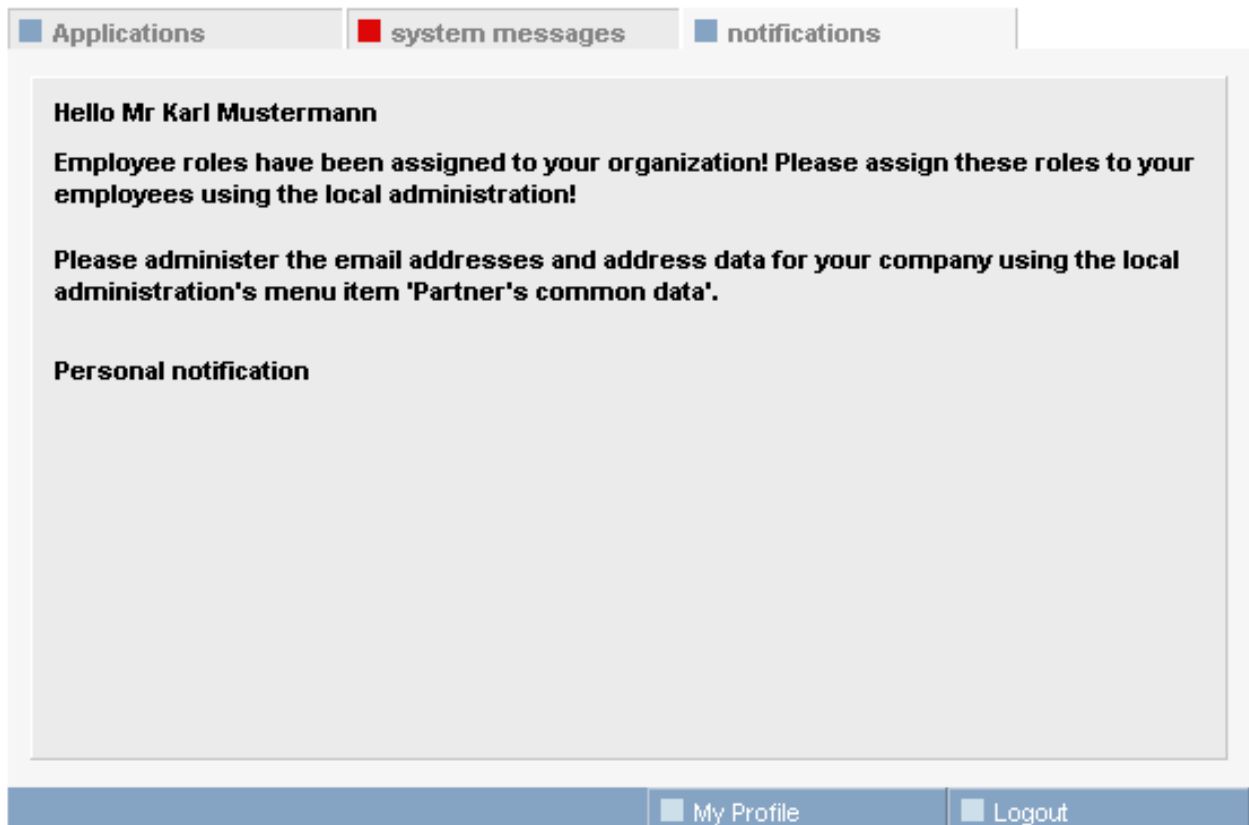 Applications
system messages
notifications
Hello Mr Karl Mustermann
Employee roles have been assigned to your organization! Please assign these roles to your
employees using the local administration!
Please administer the email addresses and address data for your company using the local
administration's menu item 'Partner's common data'.
Personal notification
My Profile
Logout